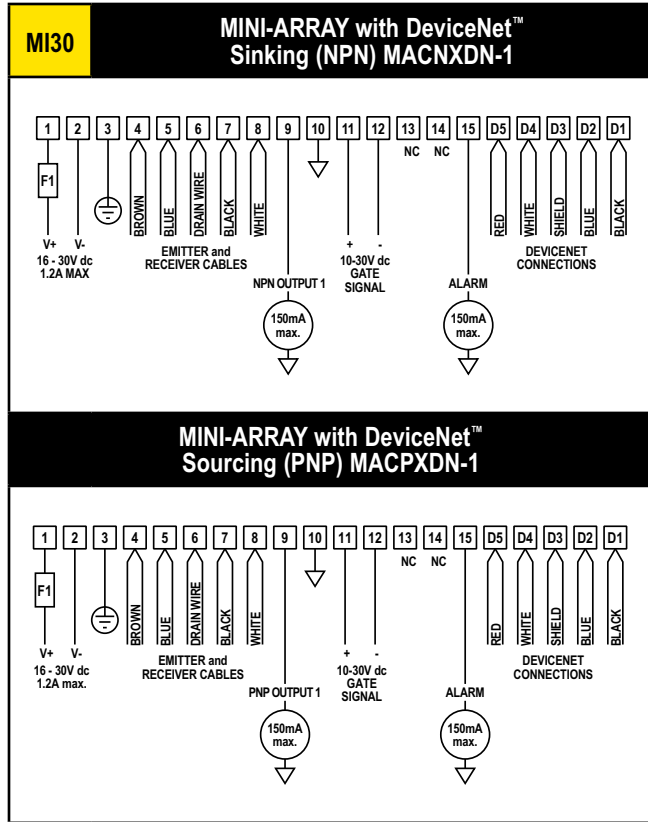 MI30
MINI-ARRAY with DeviceNet™
Sinking (NPN) MACNXDN-1
1 2 3 4 5 6 7 8 9 10 11 12 13 14 15 D5 D4 D3 D2 D1
NC NC
F1
BROWN
BLUE
DRAIN WIRE
BLACK
WHITE
RED
WHITE
SHIELD
BLUE
BLACK
V+ V-
16 - 30V dc
1.2A MAX
EMITTER and
RECEIVER CABLES
+ -
10-30V dc
GATE
SIGNAL
DEVICENET
CONNECTIONS
NPN OUTPUT 1
ALARM
150mA
max.
150mA
max.
MINI-ARRAY with DeviceNet™
Sourcing (PNP) MACPXDN-1
1 2 3 4 5 6 7 8 9 10 11 12 13 14 15 D5 D4 D3 D2 D1
NC NC
F1
BROWN
BLUE
DRAIN WIRE
BLACK
WHITE
RED
WHITE
SHIELD
BLUE
BLACK
V+ V-
16 - 30V dc
1.2A max.
EMITTER and
RECEIVER CABLES
+ -
10-30V dc
GATE
SIGNAL
DEVICENET
CONNECTIONS
PNP OUTPUT 1
ALARM
150mA
max.
150mA
max.